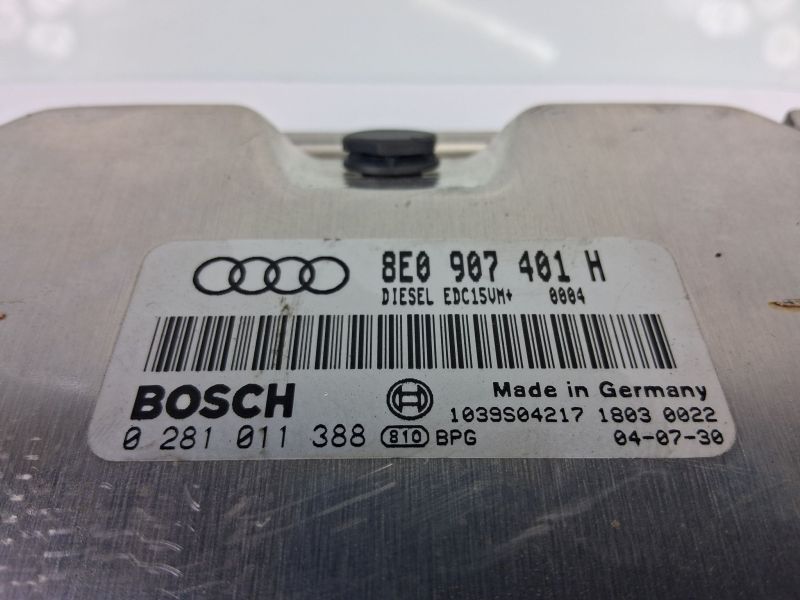 8E0 907 401 H
DIESEL EDC15VM+ 0004
BOSCH
Made in Germany
1039S04217 1803 0022
0 281 011 388 810 BPG 04-07-30